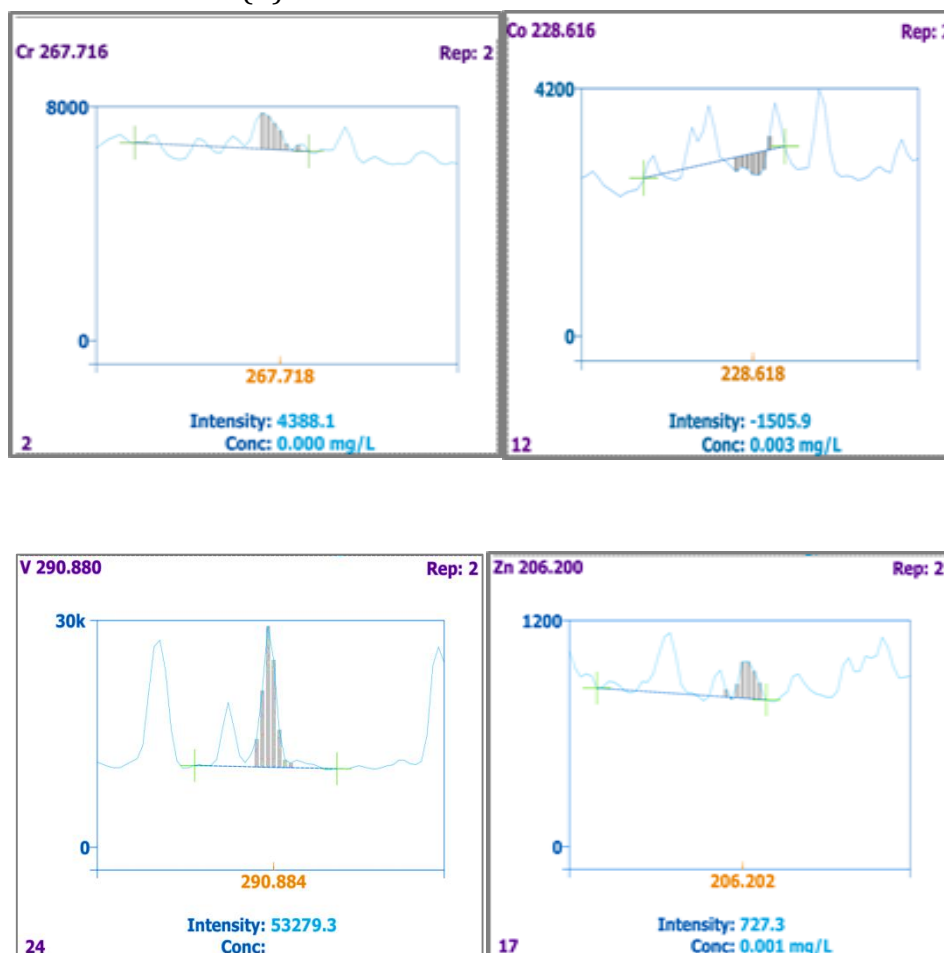 Cr 267.716
Rep: 2
8000
0
267.718
Intensity: 4388.1
Conc: 0.000 mg/L
2
Co 228.616
Rep:
4200
0
228.618
Intensity: -1505.9
Conc: 0.003 mg/L
12
V 290.880
Rep: 2
30k
0
290.884
Intensity: 53279.3
Conc:
24
Zn 206.200
Rep: 2
1200
0
206.202
Intensity: 727.3
Conc: 0.001 mg/L
17